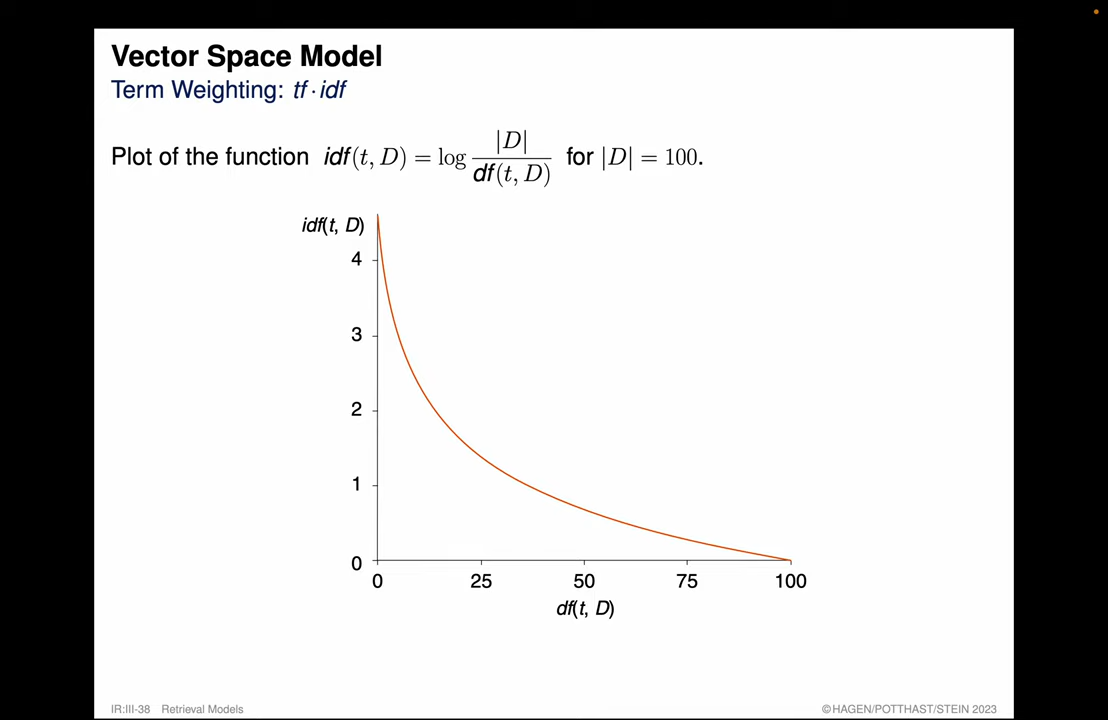 Vector Space Model
Term Weighting: tf · idf
Plot of the function idf(t, D) = log |D| / df(t, D) for |D| = 100.
idf(t, D)
4
3
2
1
0
0 25 50 75 100
df(t, D)
IR:III-38 Retrieval Models ©HAGEN/POTTHAST/STEIN 2023